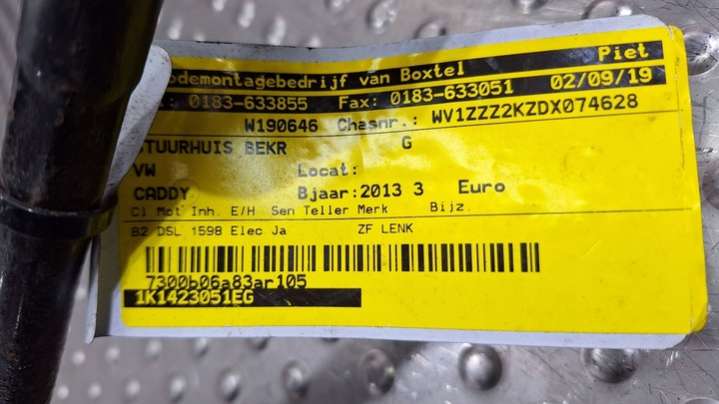 odemontagebedrijf van Boxtel Piet
: 0183-633855 Fax: 0183-633051 02/09/19
W190646 Chasnr.: WV1ZZZ2KZDX074628
STUURHUIS BEKR G
VW Locat:
CADDY Bjaar:2013 3 Euro
Cl Mot Inh. E/H Sen Teller Merk Bijz.
B2 DSL 1598 Elec Ja ZF LENK
7300b06a83ar105
1K1423051EG